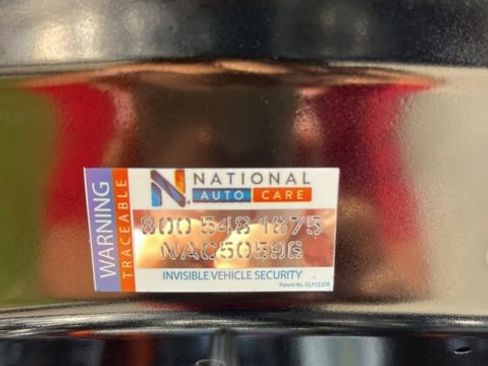 WARNING
TRACEABLE
NATIONAL
AUTO CARE
800 548 1875
NAC50596
INVISIBLE VEHICLE SECURITY